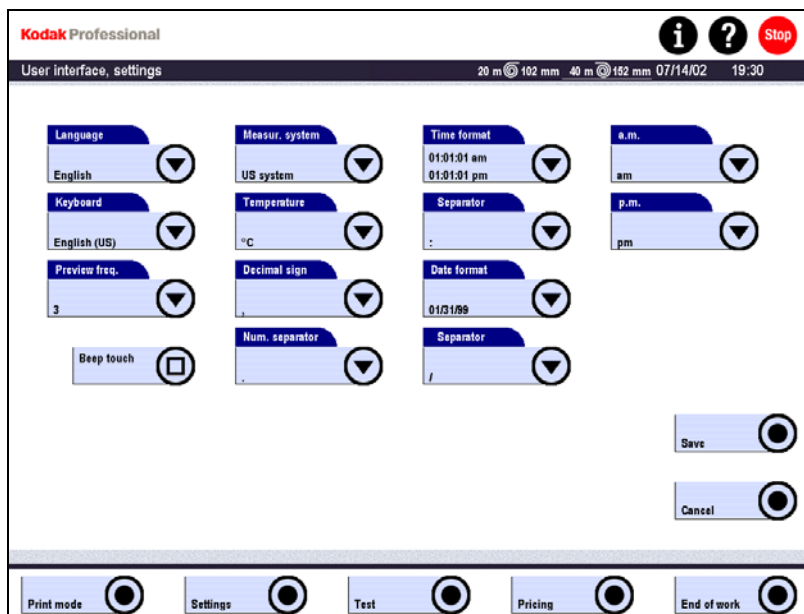 Kodak Professional
i ? Stop
User interface, settings 20 m 102 mm 40 m 152 mm 07/14/02 19:30
Language Measur. system Time format a.m.
01:01:01 am
English US system 01:01:01 pm am
Keyboard Temperature Separator p.m.
English (US) °C : pm
Preview freq. Decimal sign Date format
3 , 01/31/99
Num. separator Separator
Beep touch
. /
Save
Cancel
Print mode Settings Test Pricing End of work